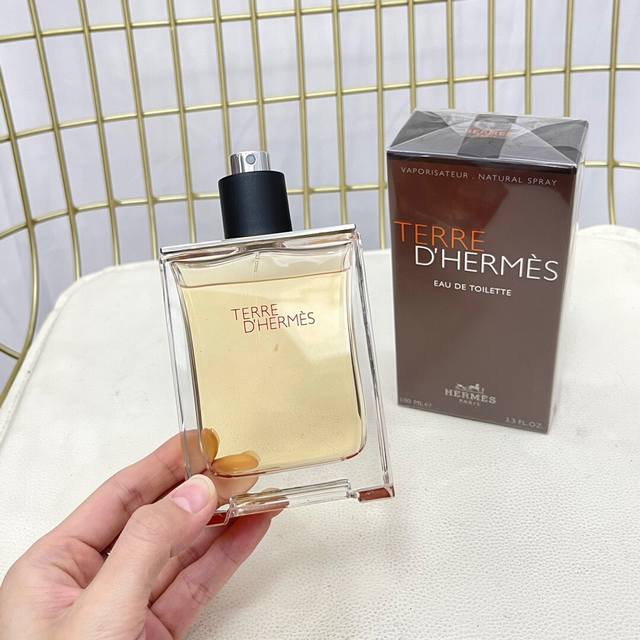 TERRE
D'HERMÈS
VAPORISATEUR . NATURAL SPRAY
TERRE
D'HERMÈS
EAU DE TOILETTE
HERMÈS
PARIS
100 ML℮
3.3 FL.OZ.